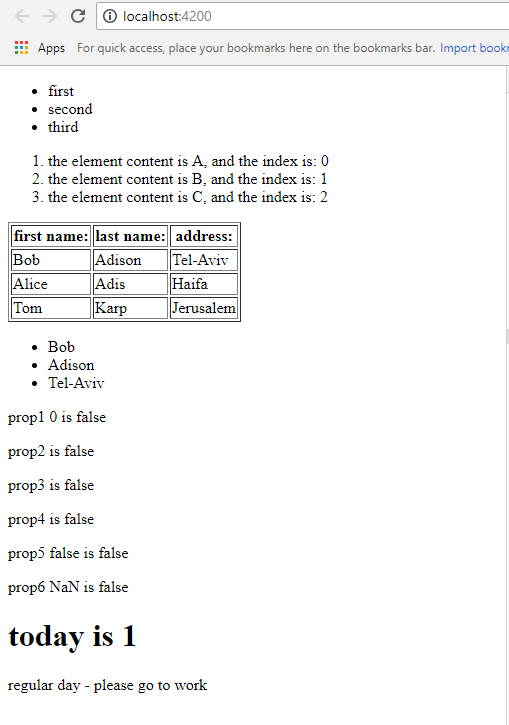 localhost:4200
Apps For quick access, place your bookmarks here on the bookmarks bar. Import book
first
second
third
1. the element content is A, and the index is: 0
2. the element content is B, and the index is: 1
3. the element content is C, and the index is: 2
first name: last name: address:
Bob Adison Tel-Aviv
Alice Adis Haifa
Tom Karp Jerusalem
Bob
Adison
Tel-Aviv
prop1 0 is false
prop2 is false
prop3 is false
prop4 is false
prop5 false is false
prop6 NaN is false
today is 1
regular day - please go to work